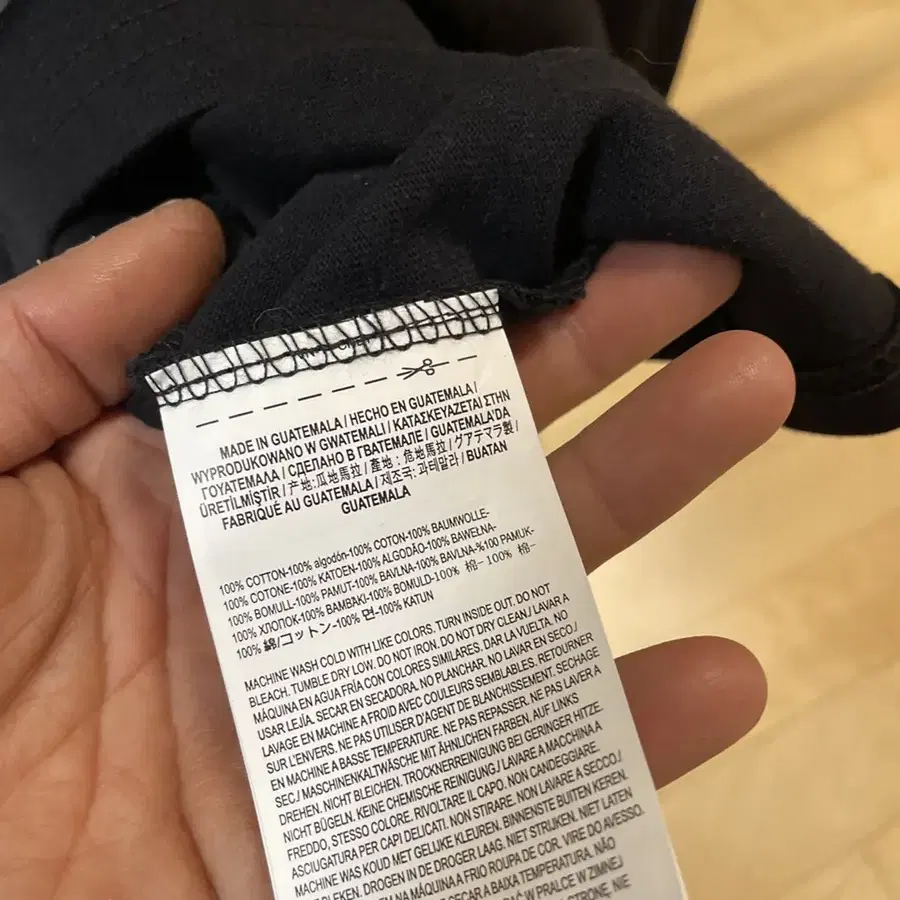 MADE IN GUATEMALA / HECHO EN GUATEMALA /
WYPRODUKOWANO W GWATEMALI / ΚΑΤΑΣΚΕΥΑΖΕΤΑΙ ΣΤΗΝ
ΓΟΥΑΤΕΜΑΛΑ / СДЕЛАНО В ГВАТЕМАЛЕ / GUATEMALA'DA
ÜRETİLMİŞTİR / 产地:瓜地馬拉 / 產地:危地馬拉 / グアテマラ製 /
FABRIQUÉ AU GUATEMALA / 제조국: 과테말라 / BUATAN
GUATEMALA
100% COTTON-100% algodón-100% COTON-100% BAUMWOLLE-
100% COTONE-100% KATOEN-100% ALGODÃO-100% BAWEŁNA-
100% BOMULL-100% PAMUT-100% BAVLNA-100% BAVLNA-%100 PAMUK-
100% ХЛОПОК-100% ΒΑΜΒΑΚΙ-100% BOMULD-100% 棉-100% 棉-
100% 綿/コットン-100% 면-100% KATUN
MACHINE WASH COLD WITH LIKE COLORS. TURN INSIDE OUT. DO NOT
BLEACH. TUMBLE DRY LOW. DO NOT IRON. DO NOT DRY CLEAN./ LAVAR A
MÁQUINA EN AGUA FRÍA CON COLORES SIMILARES. DAR LA VUELTA. NO
USAR LEJÍA. SECAR EN SECADORA. NO PLANCHAR. NO LAVAR EN SECO./
LAVAGE EN MACHINE A FROID AVEC COULEURS SEMBLABLES. RETOURNER
SUR L'ENVERS. NE PAS UTILISER D'AGENT DE BLANCHISSEMENT. SECHAGE
EN MACHINE A BASSE TEMPERATURE. NE PAS REPASSER. NE PAS LAVER A
SEC./ MASCHINENKALTWÄSCHE MIT ÄHNLICHEN FARBEN. AUF LINKS
DREHEN. NICHT BLEICHEN. TROCKNERREINIGUNG BEI GERINGER HITZE.
NICHT BÜGELN. KEINE CHEMISCHE REINIGUNG./ LAVARE A MACCHINA A
FREDDO, STESSO COLORE. RIVOLTARE IL CAPO. NON CANDEGGIARE.
ASCIUGATURA PER CAPI DELICATI. NON STIRARE. NON LAVARE A SECCO./
MACHINE WAS KOUD MET GELIJKE KLEUREN. BINNENSTE BUITEN KEREN.
BLEKEN. DROGEN IN DE DROGER LAAG. NIET STRIJKEN. NIET LATEN
EM NA MÁQUINA A FRIO ROUPA DE COR. VIRE DO AVESSO.
SECAR A BAIXA TEMPERATURA. NÃO
PRALCE W ZIMNEJ
STRONĘ. NIE